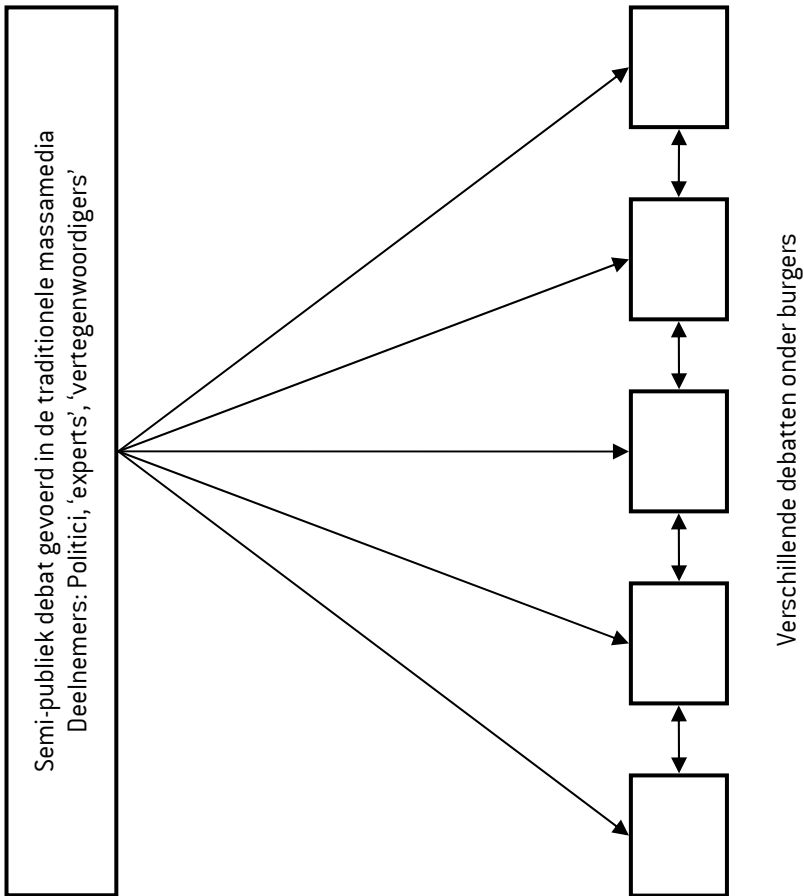 Semi-publiek debat gevoerd in de traditionele massamedia
Deelnemers: Politici, ‘experts’, ‘vertegenwoordigers’
Verschillende debatten onder burgers